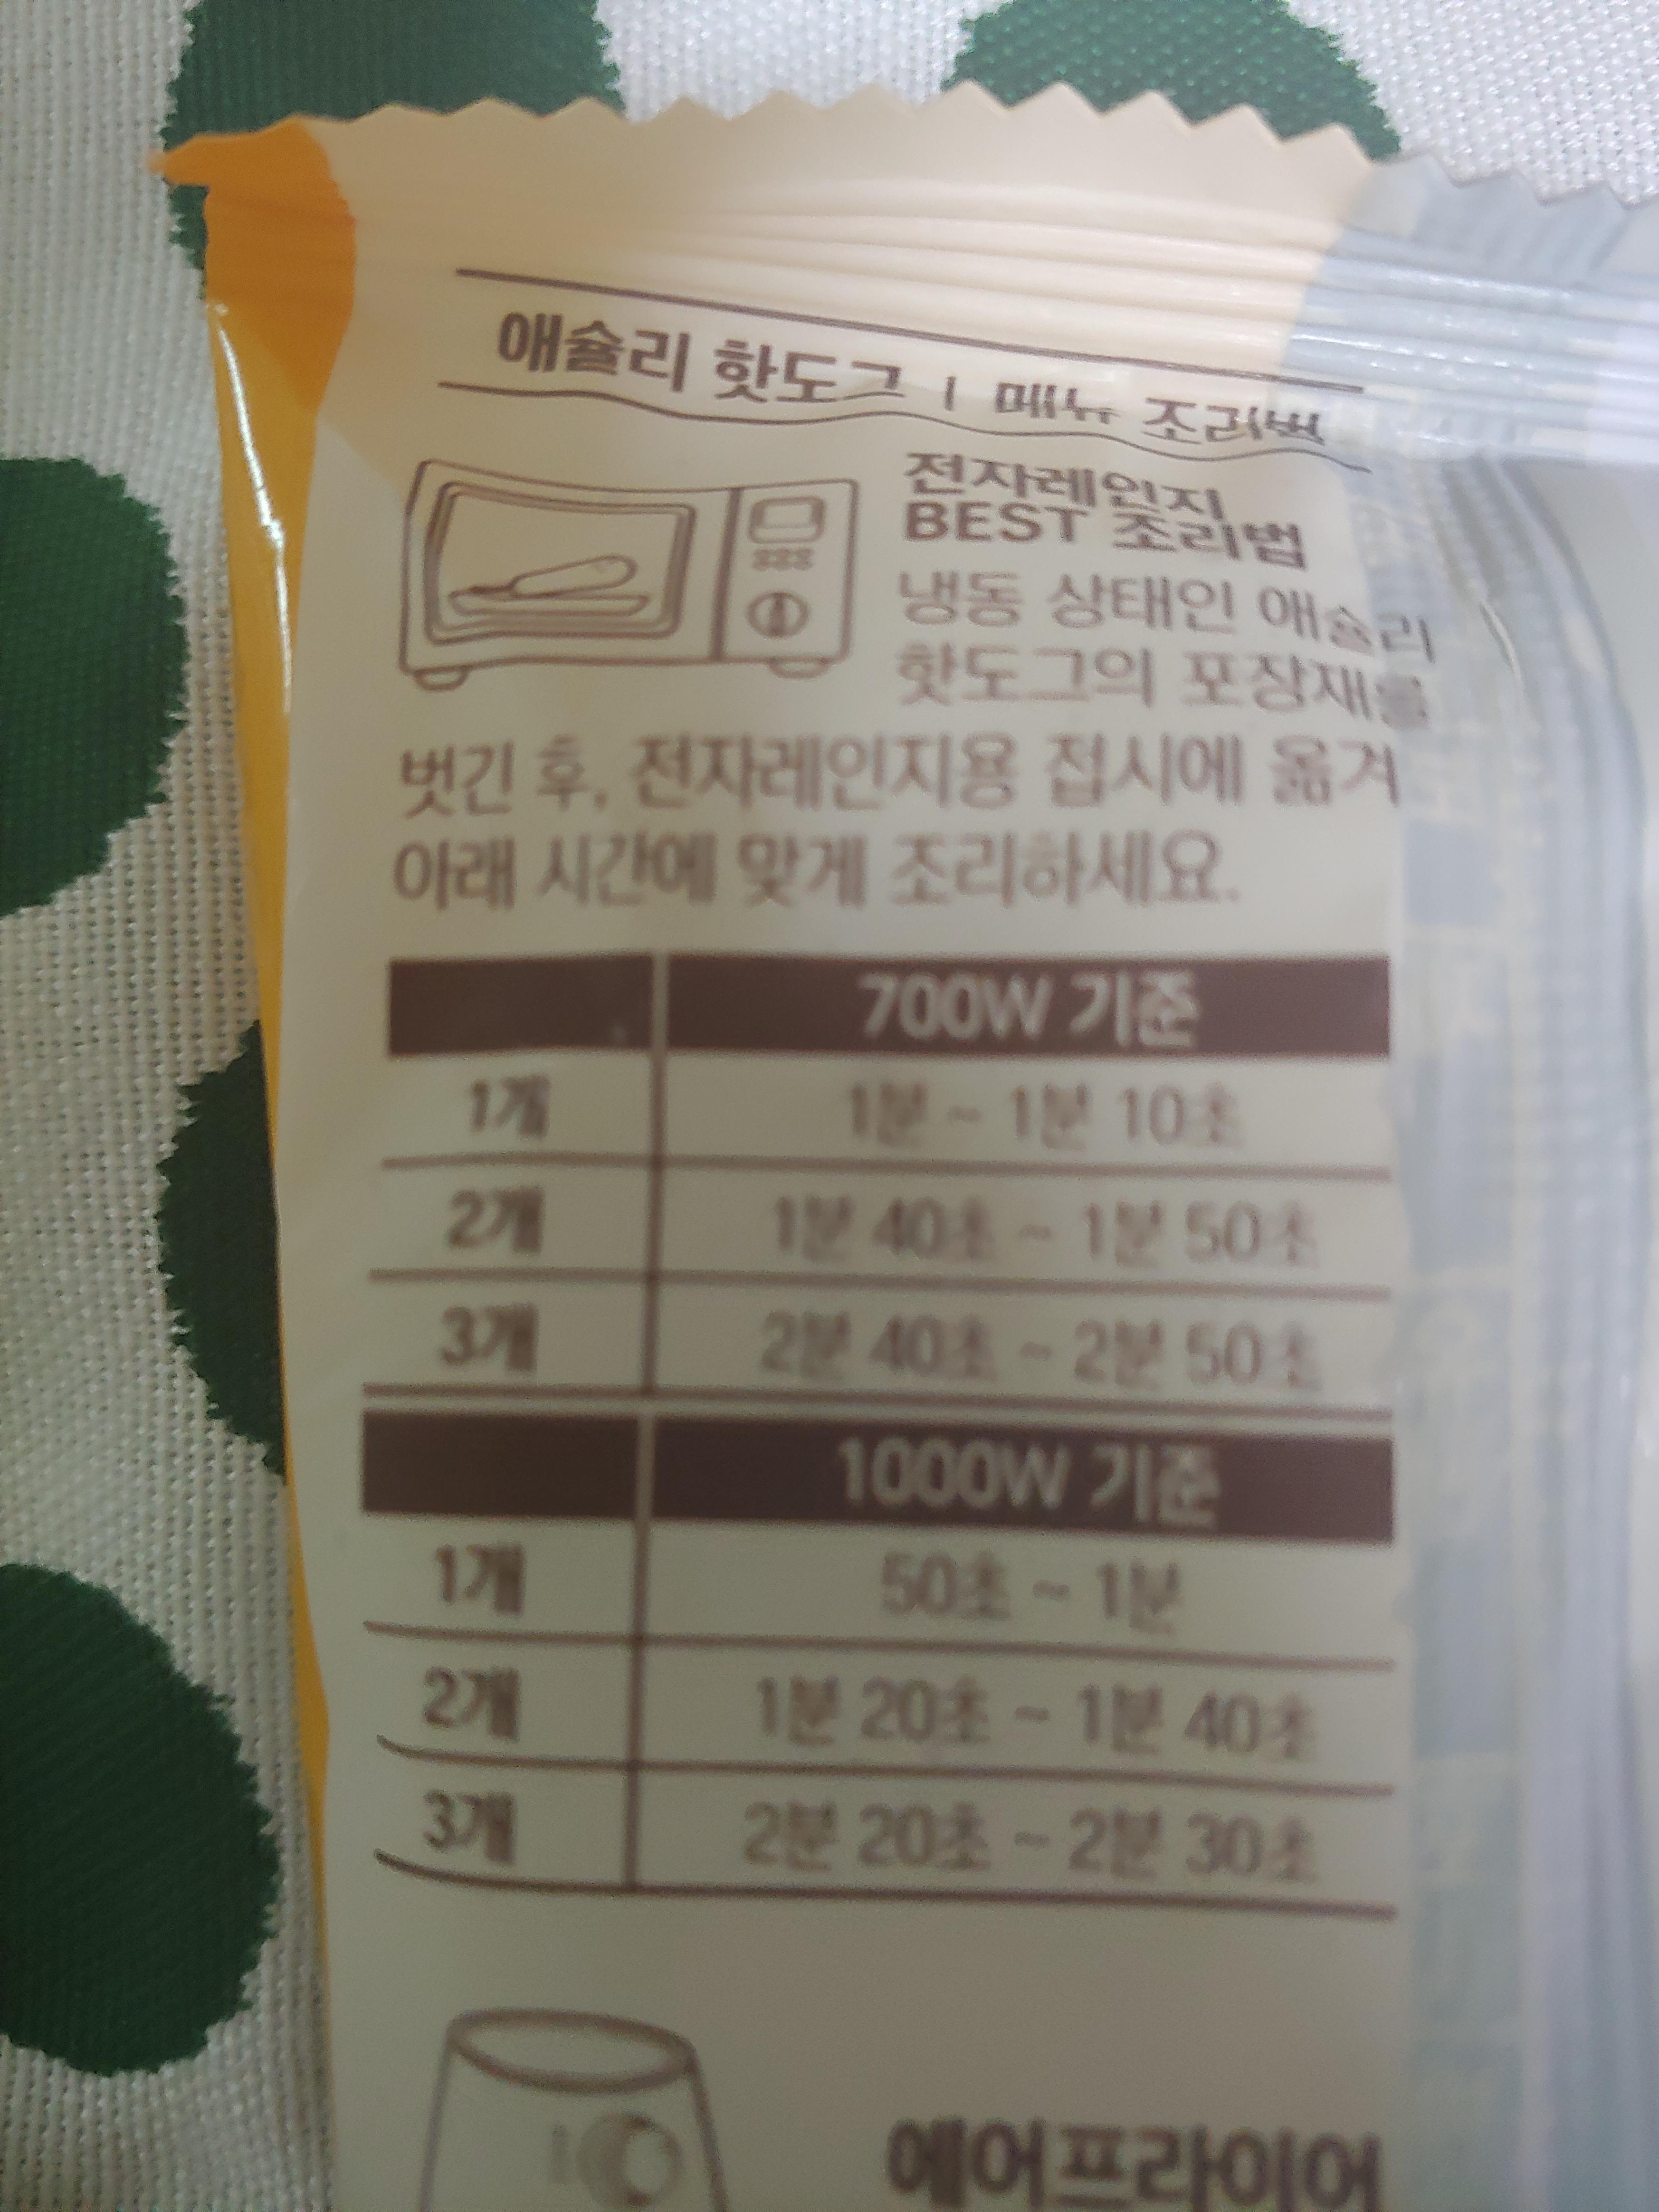 애슐리 핫도그 | 메뉴 조리법
전자레인지
BEST 조리법
냉동 상태인 애슐리
핫도그의 포장재를
벗긴 후, 전자레인지용 접시에 옮겨
아래 시간에 맞게 조리하세요.
700W 기준
1개 1분 ~ 1분 10초
2개 1분 40초 ~ 1분 50초
3개 2분 40초 ~ 2분 50초
1000W 기준
1개 50초 ~ 1분
2개 1분 20초 ~ 1분 40초
3개 2분 20초 ~ 2분 30초
에어프라이어